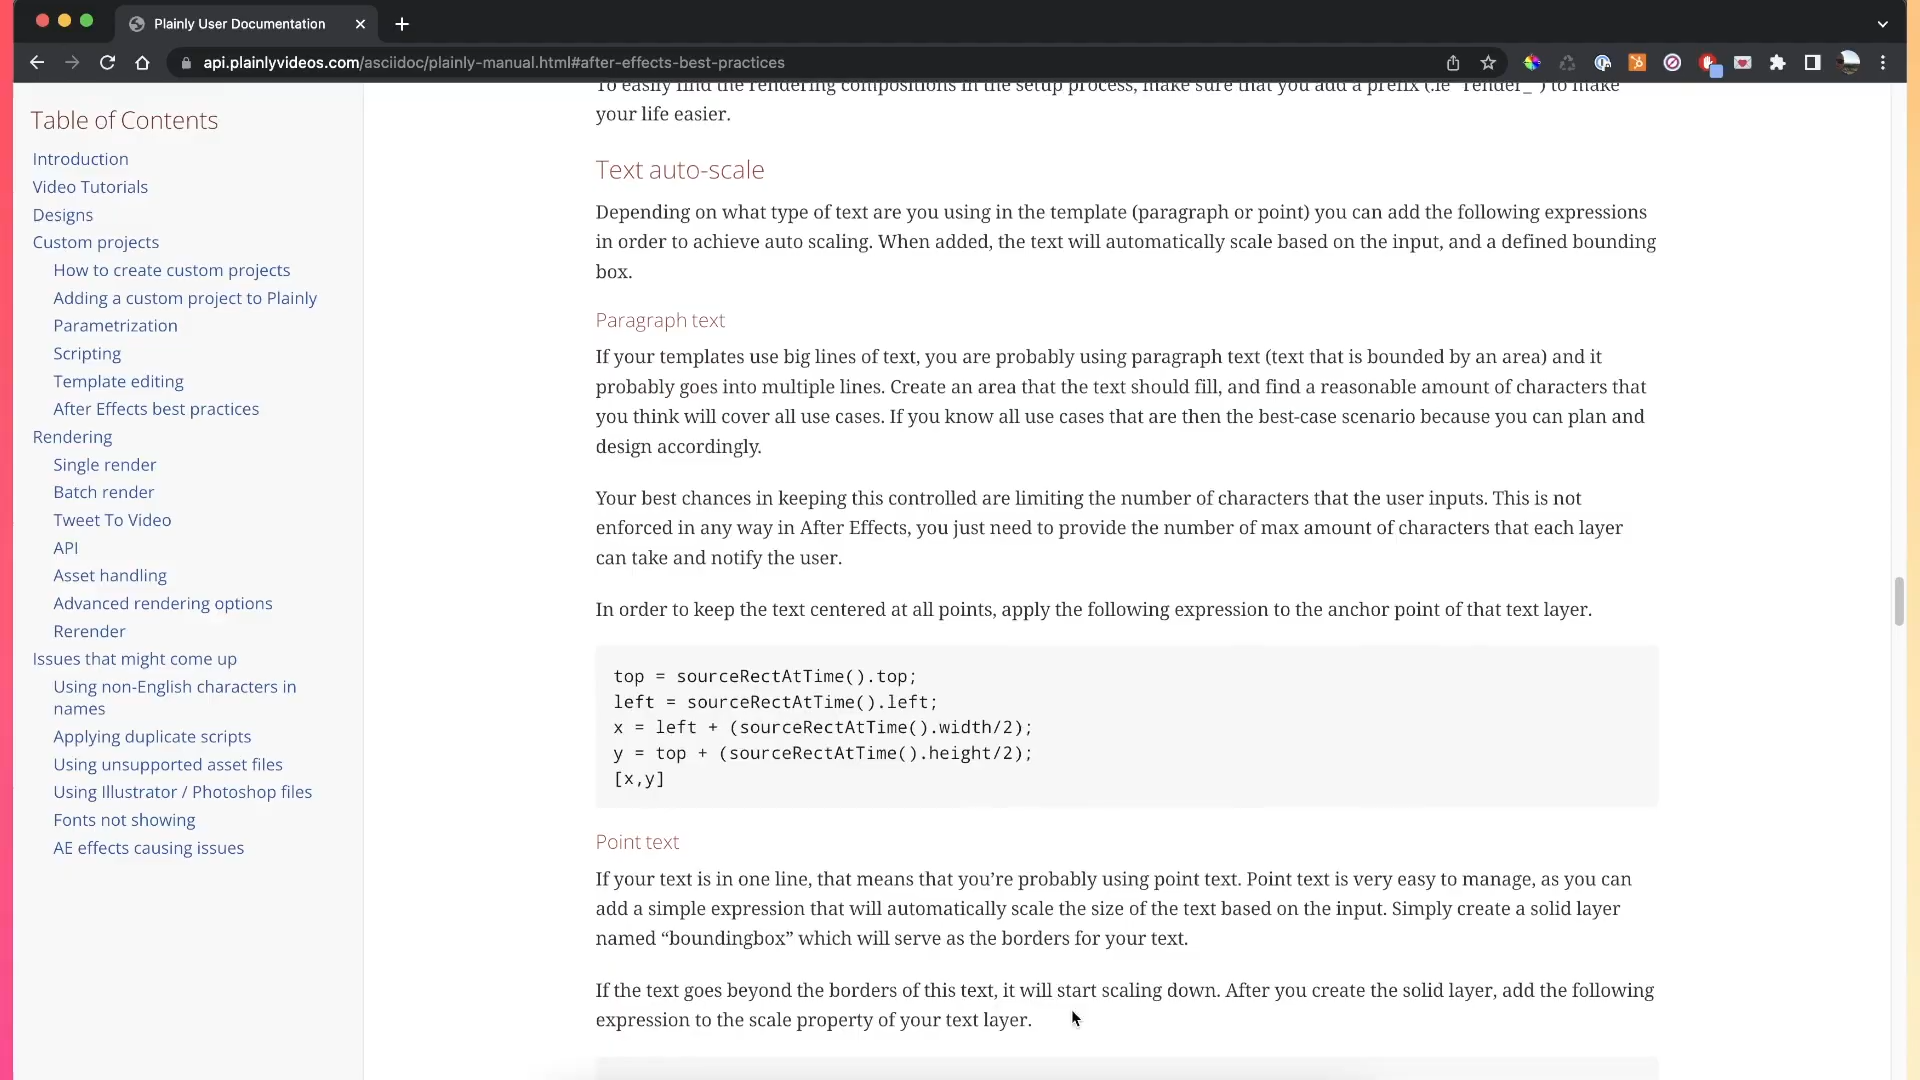 Plainly User Documentation
api.plainlyvideos.com/asciidoc/plainly-manual.html#after-effects-best-practices
Table of Contents
Introduction
Video Tutorials
Designs
Custom projects
How to create custom projects
Adding a custom project to Plainly
Parametrization
Scripting
Template editing
After Effects best practices
Rendering
Single render
Batch render
Tweet To Video
API
Asset handling
Advanced rendering options
Rerender
Issues that might come up
Using non-English characters in
names
Applying duplicate scripts
Using unsupported asset files
Using Illustrator / Photoshop files
Fonts not showing
AE effects causing issues
To easily find the rendering compositions in the setup process, make sure that you add a prefix (.ie "render_") to make
your life easier.
Text auto-scale
Depending on what type of text are you using in the template (paragraph or point) you can add the following expressions
in order to achieve auto scaling. When added, the text will automatically scale based on the input, and a defined bounding
box.
Paragraph text
If your templates use big lines of text, you are probably using paragraph text (text that is bounded by an area) and it
probably goes into multiple lines. Create an area that the text should fill, and find a reasonable amount of characters that
you think will cover all use cases. If you know all use cases that are then the best-case scenario because you can plan and
design accordingly.
Your best chances in keeping this controlled are limiting the number of characters that the user inputs. This is not
enforced in any way in After Effects, you just need to provide the number of max amount of characters that each layer
can take and notify the user.
In order to keep the text centered at all points, apply the following expression to the anchor point of that text layer.
top = sourceRectAtTime().top;
left = sourceRectAtTime().left;
x = left + (sourceRectAtTime().width/2);
y = top + (sourceRectAtTime().height/2);
[x,y]
Point text
If your text is in one line, that means that you’re probably using point text. Point text is very easy to manage, as you can
add a simple expression that will automatically scale the size of the text based on the input. Simply create a solid layer
named “boundingbox” which will serve as the borders for your text.
If the text goes beyond the borders of this text, it will start scaling down. After you create the solid layer, add the following
expression to the scale property of your text layer.